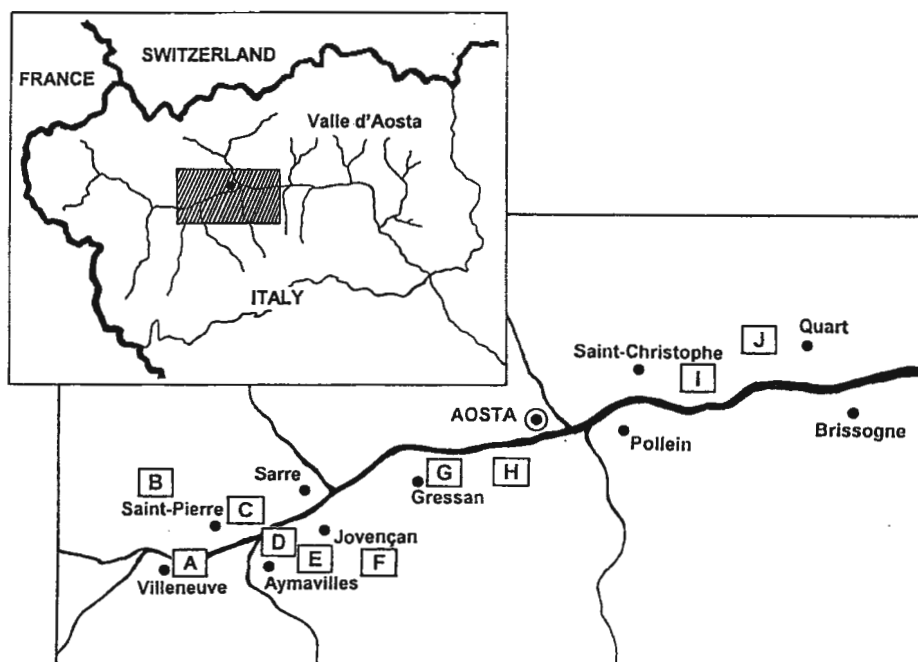 SWITZERLAND
FRANCE
Valle d'Aosta
ITALY
Quart
J
Saint-Christophe
I
AOSTA
Brissogne
Pollein
Sarre
G
H
B
Gressan
Saint-Pierre
C
Jovençan
D
E
F
A
Aymavilles
Villeneuve